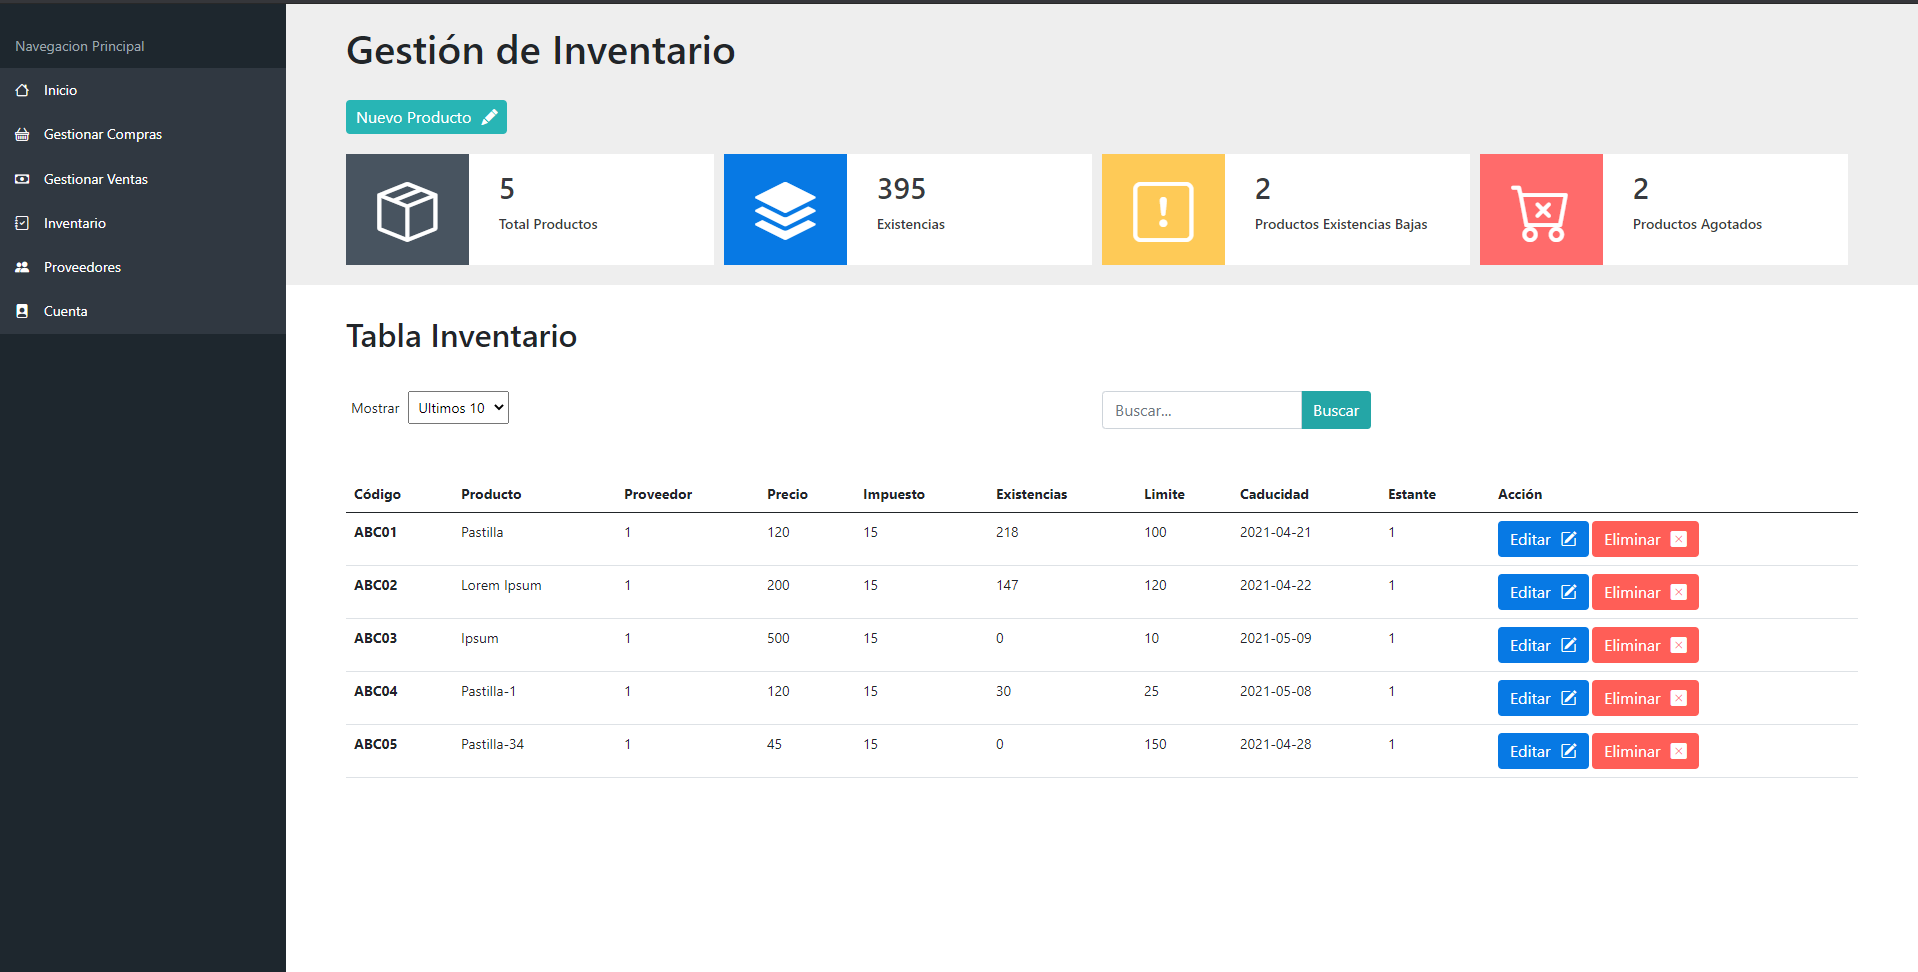 Navegacion Principal
Inicio
Gestionar Compras
Gestionar Ventas
Inventario
Proveedores
Cuenta
Gestión de Inventario
Nuevo Producto
5
Total Productos
395
Existencias
2
Productos Existencias Bajas
2
Productos Agotados
Tabla Inventario
Mostrar Ultimos 10
Buscar... Buscar
Código Producto Proveedor Precio Impuesto Existencias Limite Caducidad Estante Acción
ABC01 Pastilla 1 120 15 218 100 2021-04-21 1 Editar Eliminar
ABC02 Lorem Ipsum 1 200 15 147 120 2021-04-22 1 Editar Eliminar
ABC03 Ipsum 1 500 15 0 10 2021-05-09 1 Editar Eliminar
ABC04 Pastilla-1 1 120 15 30 25 2021-05-08 1 Editar Eliminar
ABC05 Pastilla-34 1 45 15 0 150 2021-04-28 1 Editar Eliminar